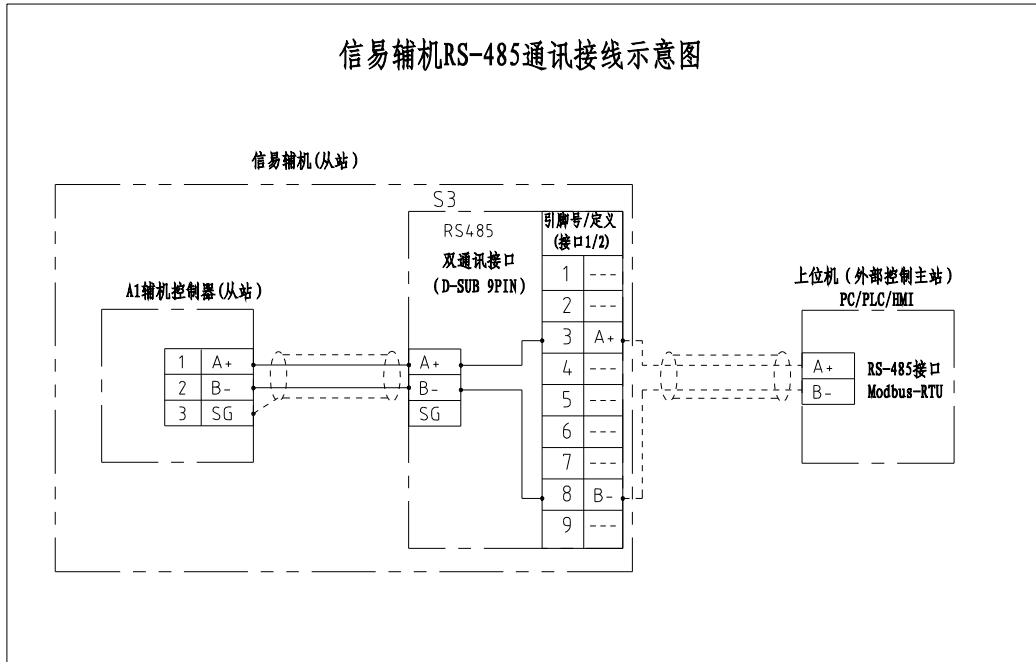 信易辅机RS-485通讯接线示意图
信易辅机(从站)
S3
RS485
双通讯接口
(D-SUB 9PIN)
引脚号/定义
(接口1/2)
1 ---
2 ---
3 A+
4 ---
5 ---
6 ---
7 ---
8 B-
9 ---
A1辅机控制器(从站)
1 A+
2 B-
3 SG
A+
B-
SG
上位机(外部控制主站)
PC/PLC/HMI
A+
B-
RS-485接口
Modbus-RTU